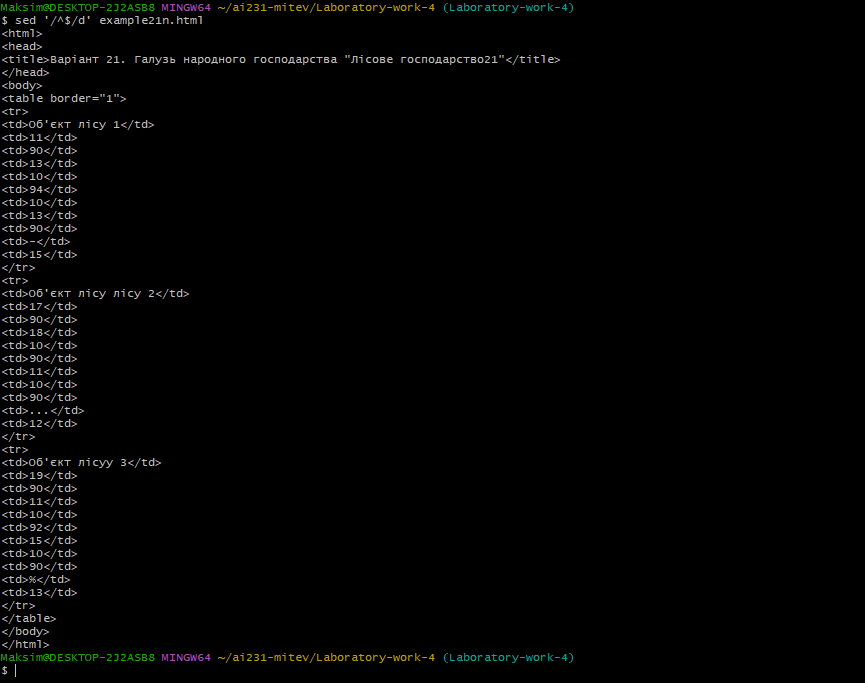 Maksim@DESKTOP-2J2ASB8 MINGW64 ~/ai231-mitev/Laboratory-work-4 (Laboratory-work-4)
$ sed '/^$/d' example21n.html
<html>
<head>
<title>Варіант 21. Галузь народного господарства "Лісове господарство21"</title>
</head>
<body>
<table border="1">
<tr>
<td>Об'єкт лісу 1</td>
<td>11</td>
<td>90</td>
<td>13</td>
<td>10</td>
<td>94</td>
<td>10</td>
<td>13</td>
<td>90</td>
<td>-</td>
<td>15</td>
</tr>
<tr>
<td>Об'єкт лісу лісу 2</td>
<td>17</td>
<td>90</td>
<td>18</td>
<td>10</td>
<td>90</td>
<td>11</td>
<td>10</td>
<td>90</td>
<td>...</td>
<td>12</td>
</tr>
<tr>
<td>Об'єкт лісуу 3</td>
<td>19</td>
<td>90</td>
<td>11</td>
<td>10</td>
<td>92</td>
<td>15</td>
<td>10</td>
<td>90</td>
<td>%</td>
<td>13</td>
</tr>
</table>
</body>
</html>
Maksim@DESKTOP-2J2ASB8 MINGW64 ~/ai231-mitev/Laboratory-work-4 (Laboratory-work-4)
$